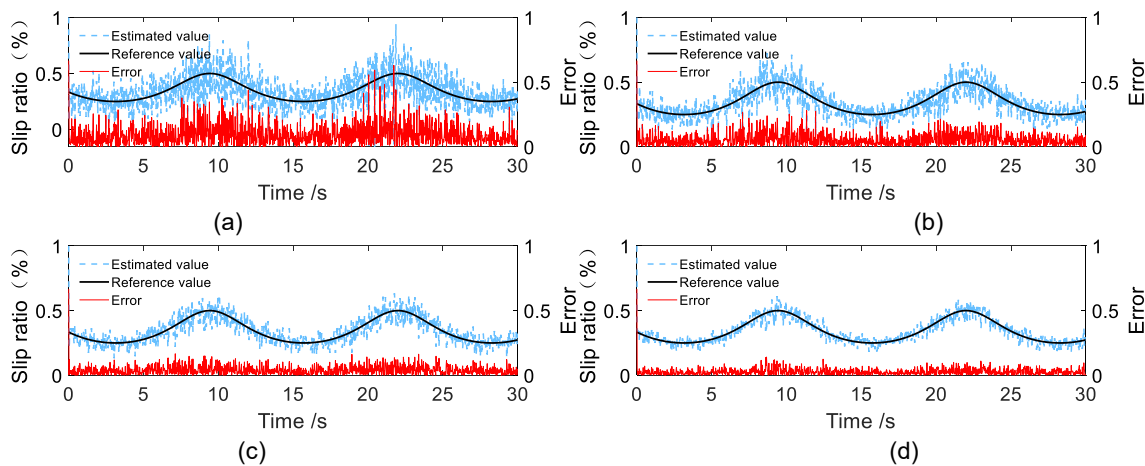 1
0.5
0
Slip ratio（%）
Estimated value
Reference value
Error
1
0.5
0
Error
0 5 10 15 20 25 30
Time /s
(a)
1
0.5
0
Slip ratio（%）
Estimated value
Reference value
Error
1
0.5
0
Error
0 5 10 15 20 25 30
Time /s
(b)
1
0.5
0
Slip ratio（%）
Estimated value
Reference value
Error
1
0.5
0
Error
0 5 10 15 20 25 30
Time /s
(c)
1
0.5
0
Slip ratio（%）
Estimated value
Reference value
Error
1
0.5
0
Error
0 5 10 15 20 25 30
Time /s
(d)